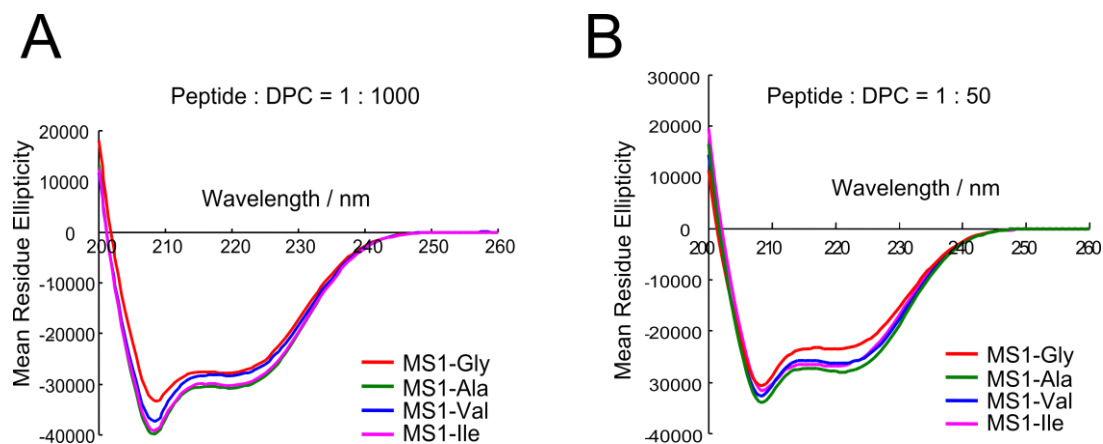 A
Peptide : DPC = 1 : 1000
Mean Residue Ellipticity
20000
10000
0
-10000
-20000
-30000
-40000
Wavelength / nm
200 210 220 230 240 250 260
MS1-Gly
MS1-Ala
MS1-Val
MS1-Ile
B
Peptide : DPC = 1 : 50
Mean Residue Ellipticity
30000
20000
10000
0
-10000
-20000
-30000
-40000
Wavelength / nm
200 210 220 230 240 250 260
MS1-Gly
MS1-Ala
MS1-Val
MS1-Ile